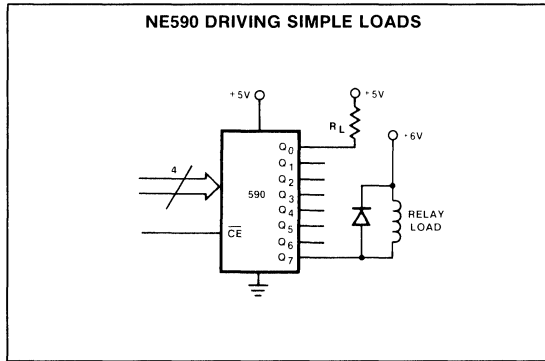 NE590 DRIVING SIMPLE LOADS
+5V
+5V
RL
+6V
4
590
CE
Q0
Q1
Q2
Q3
Q4
Q5
Q6
Q7
RELAY
LOAD